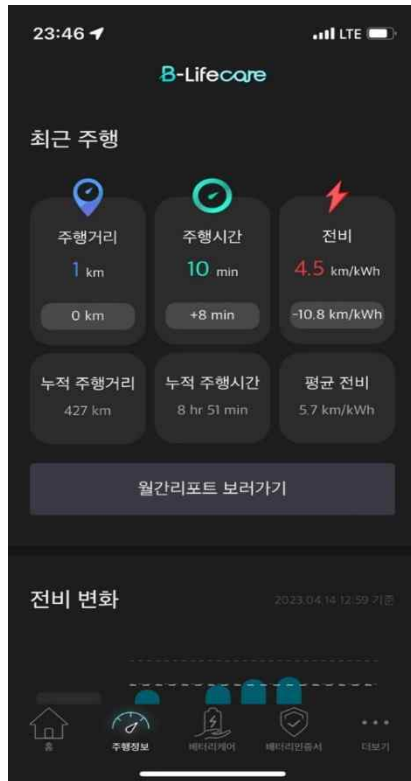 23:46 LTE
B-Lifecare
최근 주행
주행거리 주행시간 전비
1 km 10 min 4.5 km/kWh
0 km +8 min -10.8 km/kWh
누적 주행거리 누적 주행시간 평균 전비
427 km 8 hr 51 min 5.7 km/kWh
월간리포트 보러가기
전비 변화 2023.04.14 12:59 기준
홈 주행정보 배터리케어 배터리인증서 더보기